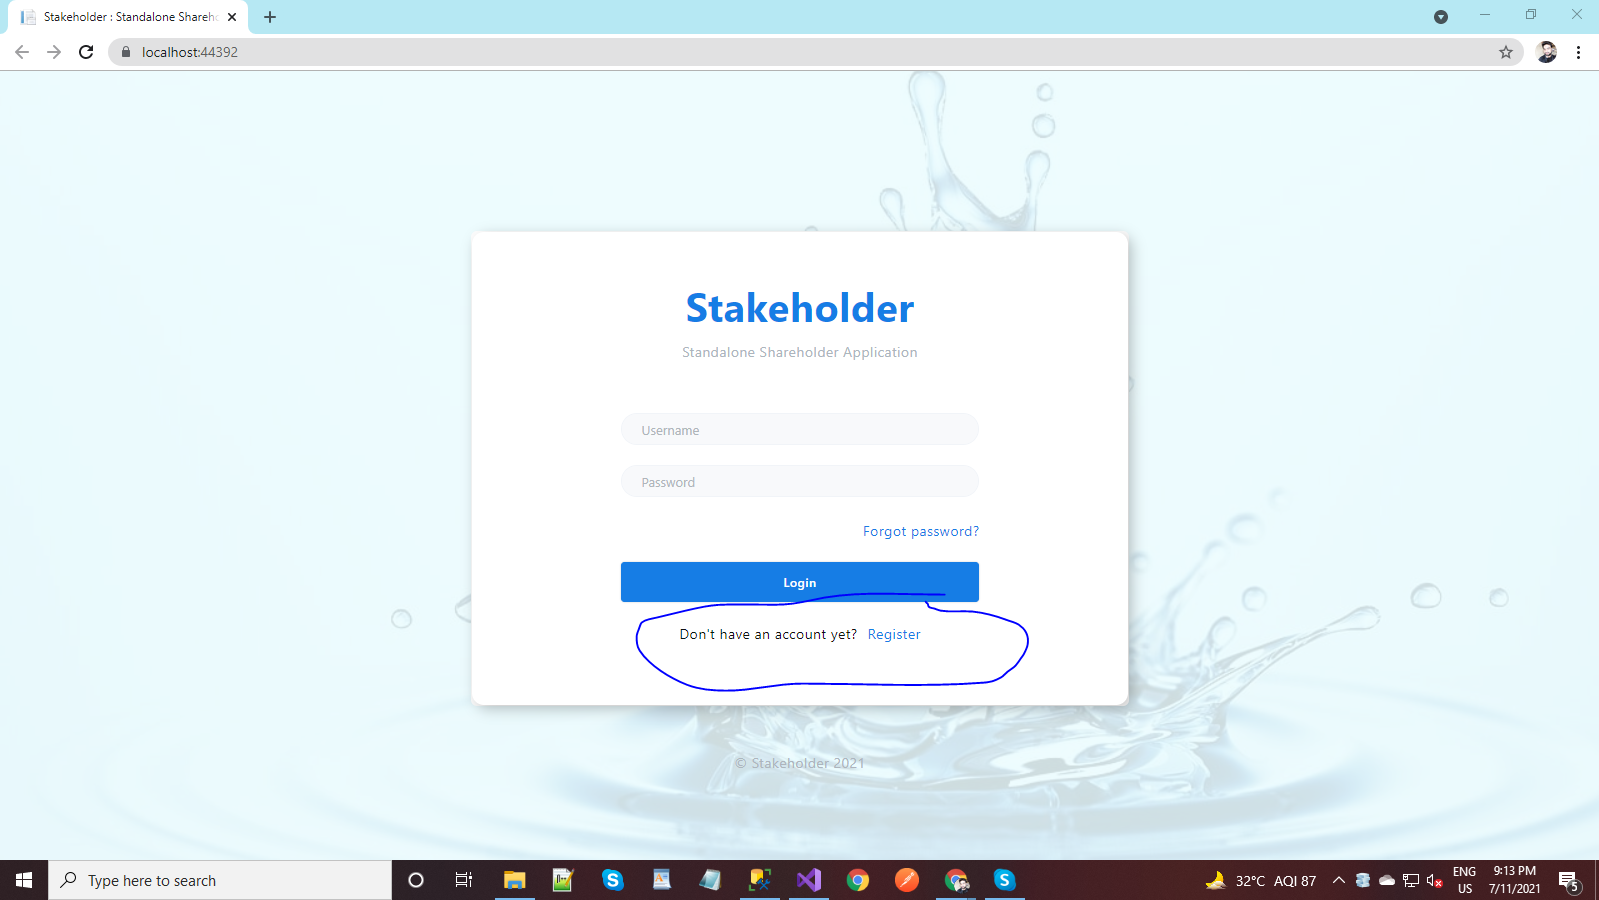 Stakeholder : Standalone Shareho
localhost:44392
Stakeholder
Standalone Shareholder Application
Username
Password
Forgot password?
Login
Don't have an account yet? Register
© Stakeholder 2021
Type here to search
32°C AQI 87
ENG
US
9:13 PM
7/11/2021
5